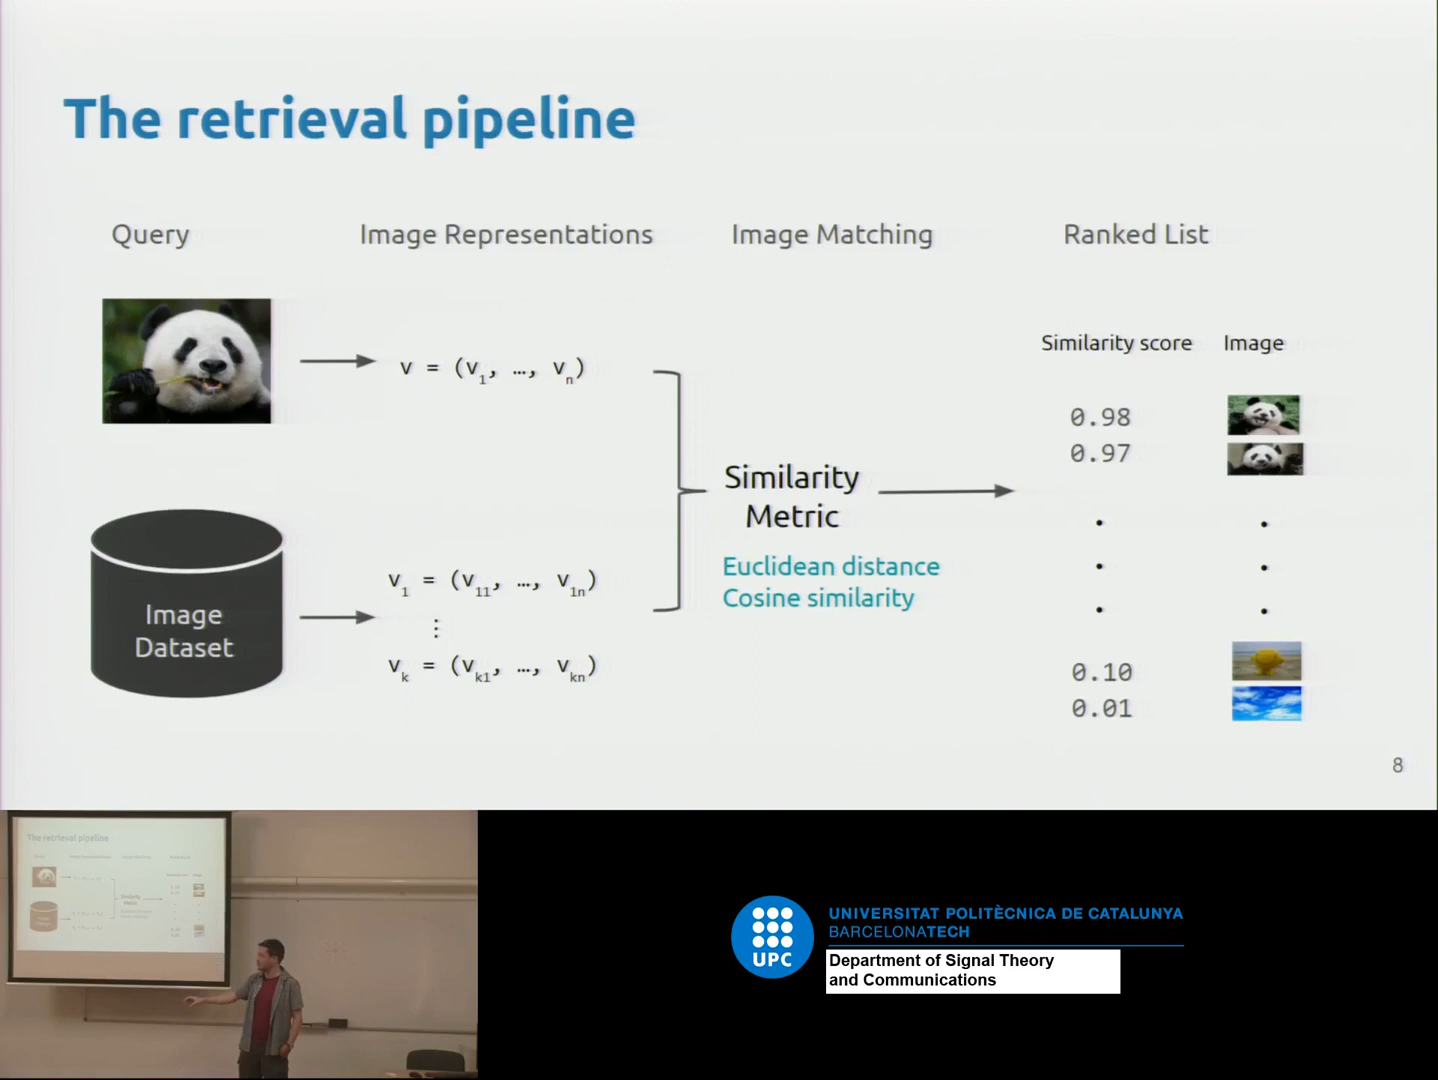 The retrieval pipeline
Query
Image Representations
Image Matching
Ranked List
Similarity score
Image
v = (v1, …, vn)
0.98
0.97
Similarity
Metric
Euclidean distance
Cosine similarity
Image
Dataset
v1 = (v11, …, v1n)
⋮
vk = (vk1, …, vkn)
0.10
0.01
8
The retrieval pipeline
UPC
UNIVERSITAT POLITÈCNICA DE CATALUNYA
BARCELONATECH
Department of Signal Theory
and Communications